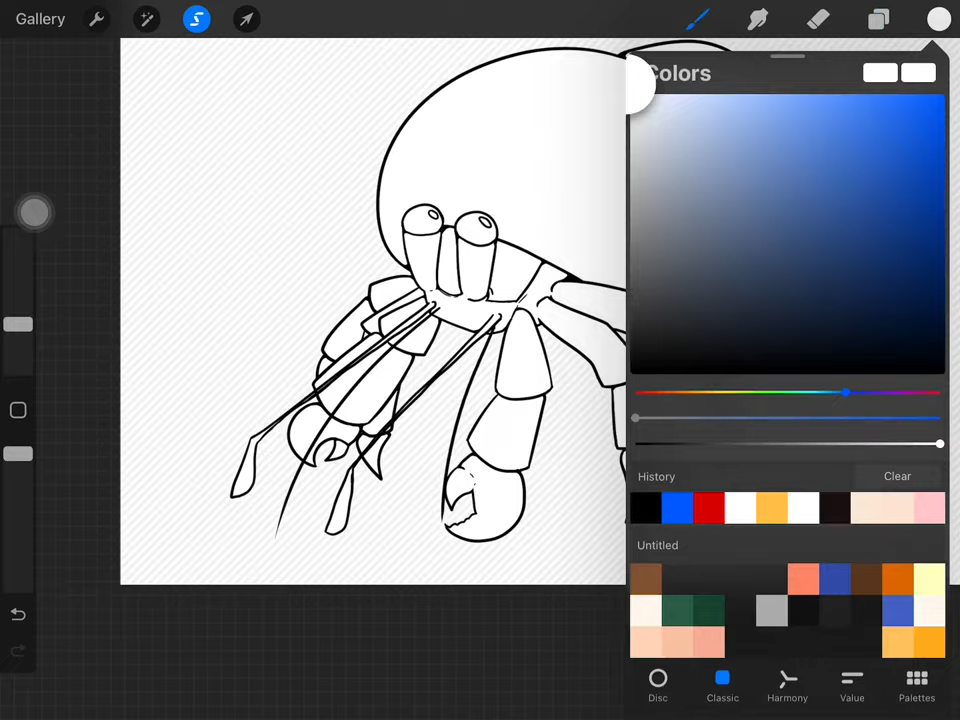 Gallery
Colors
History
Clear
Untitled
Disc
Classic
Harmony
Value
Palettes